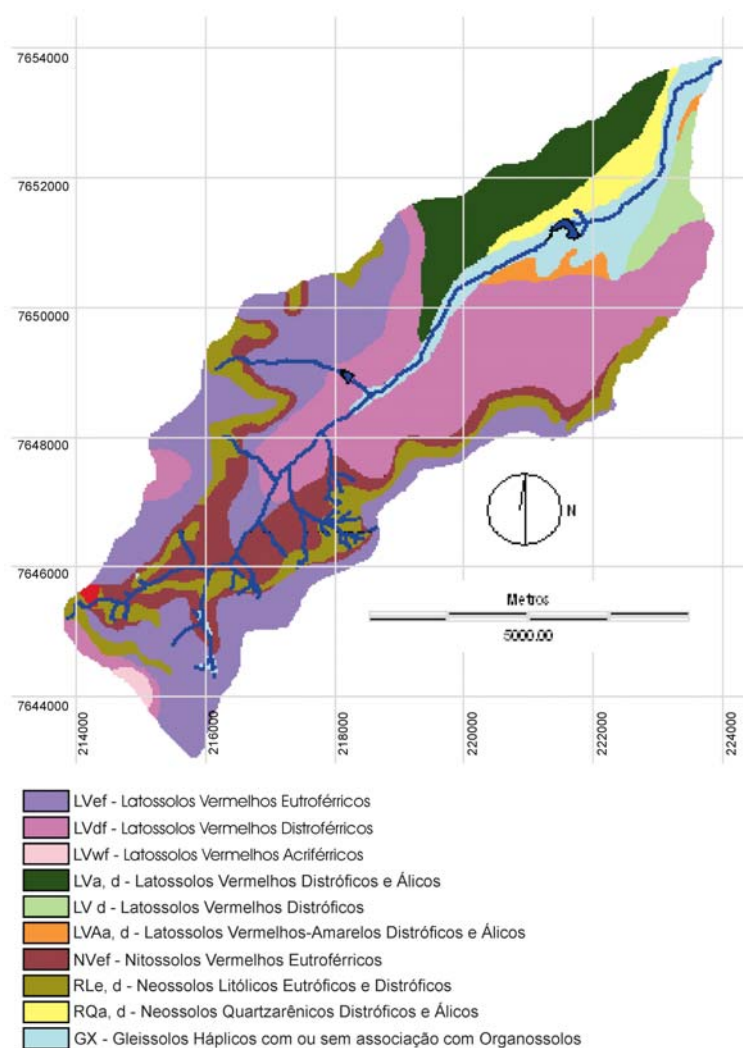 7654000
7652000
7650000
7648000
7646000
7644000
N
Metros
5000.00
214000
216000
218000
220000
222000
224000
LVef - Latossolos Vermelhos Eutroférricos
LVdf - Latossolos Vermelhos Distroférricos
LVwf - Latossolos Vermelhos Acriférricos
LVa, d - Latossolos Vermelhos Distróficos e Álicos
LV d - Latossolos Vermelhos Distróficos
LVAa, d - Latossolos Vermelhos-Amarelos Distróficos e Álicos
NVef - Nitossolos Vermelhos Eutroférricos
RLe, d - Neossolos Litólicos Eutróficos e Distróficos
RQa, d - Neossolos Quartzarênicos Distróficos e Álicos
GX - Gleissolos Háplicos com ou sem associação com Organossolos